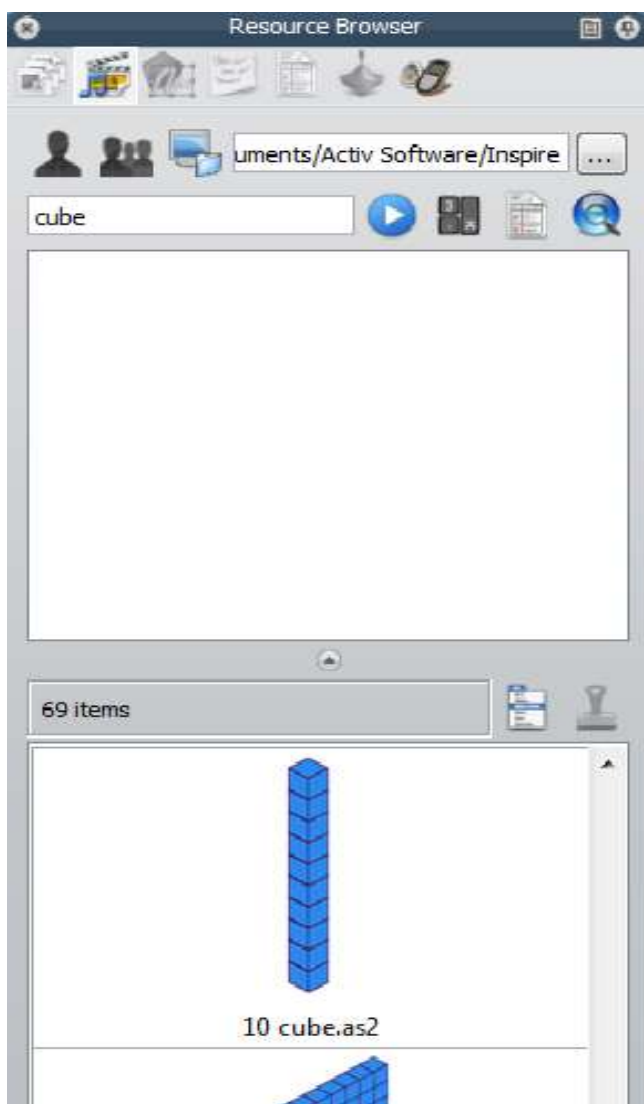 Resource Browser
uments/Activ Software/Inspire
...
cube
69 items
10 cube.as2